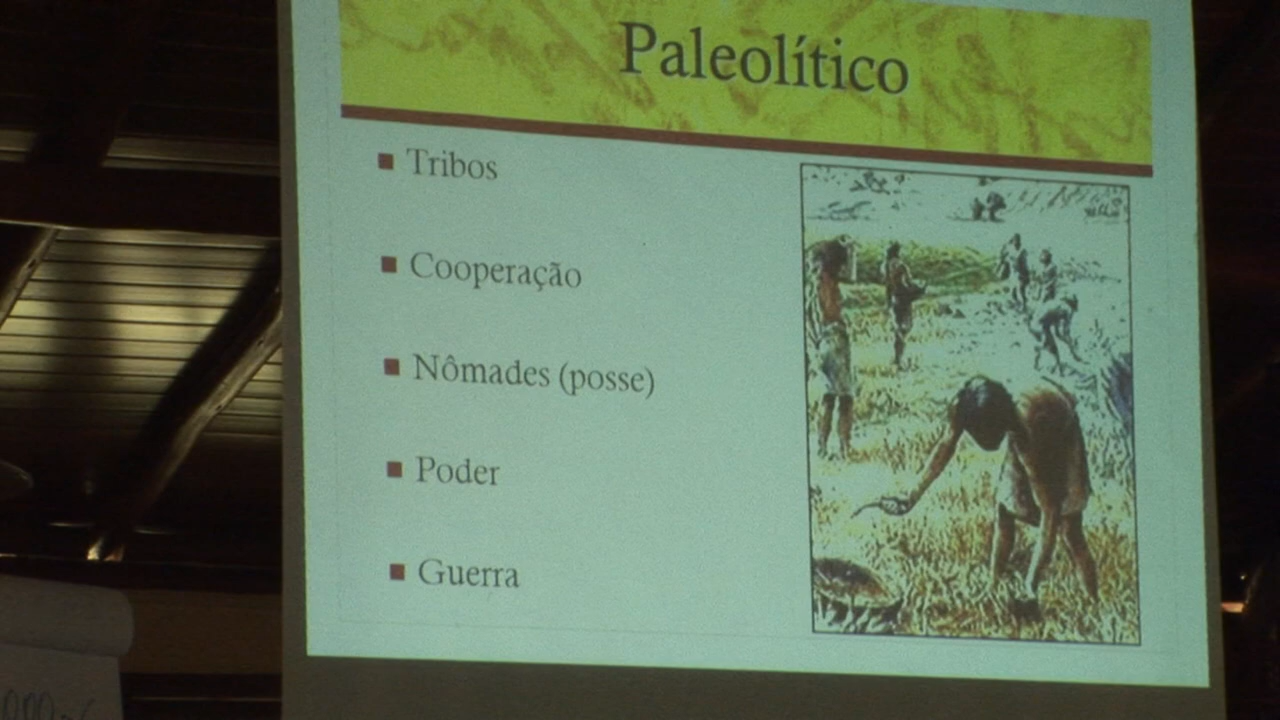 Paleolítico
Tribos
Cooperação
Nômades (posse)
Poder
Guerra